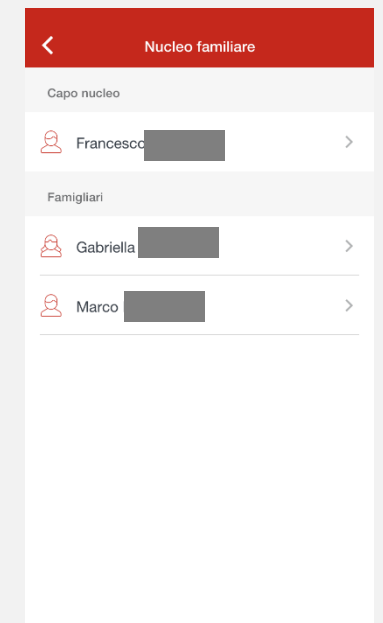 Nucleo familiare
Capo nucleo
Francesco
Famigliari
Gabriella
Marco